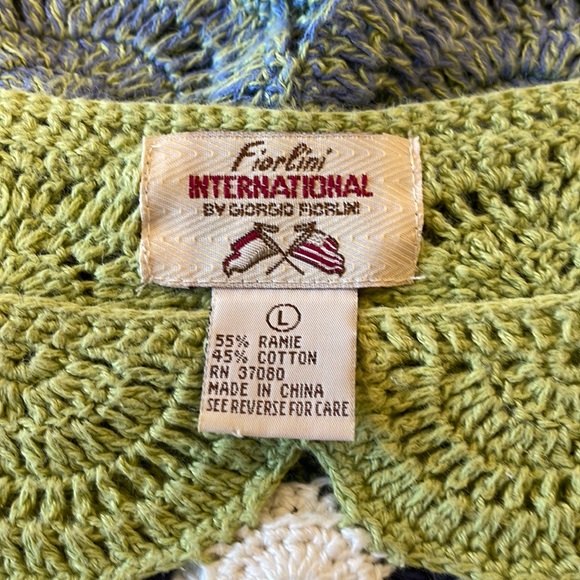 Fiorlini
INTERNATIONAL
BY GIORGIO FIORLINI
L
55% RAMIE
45% COTTON
RN 37080
MADE IN CHINA
SEE REVERSE FOR CARE